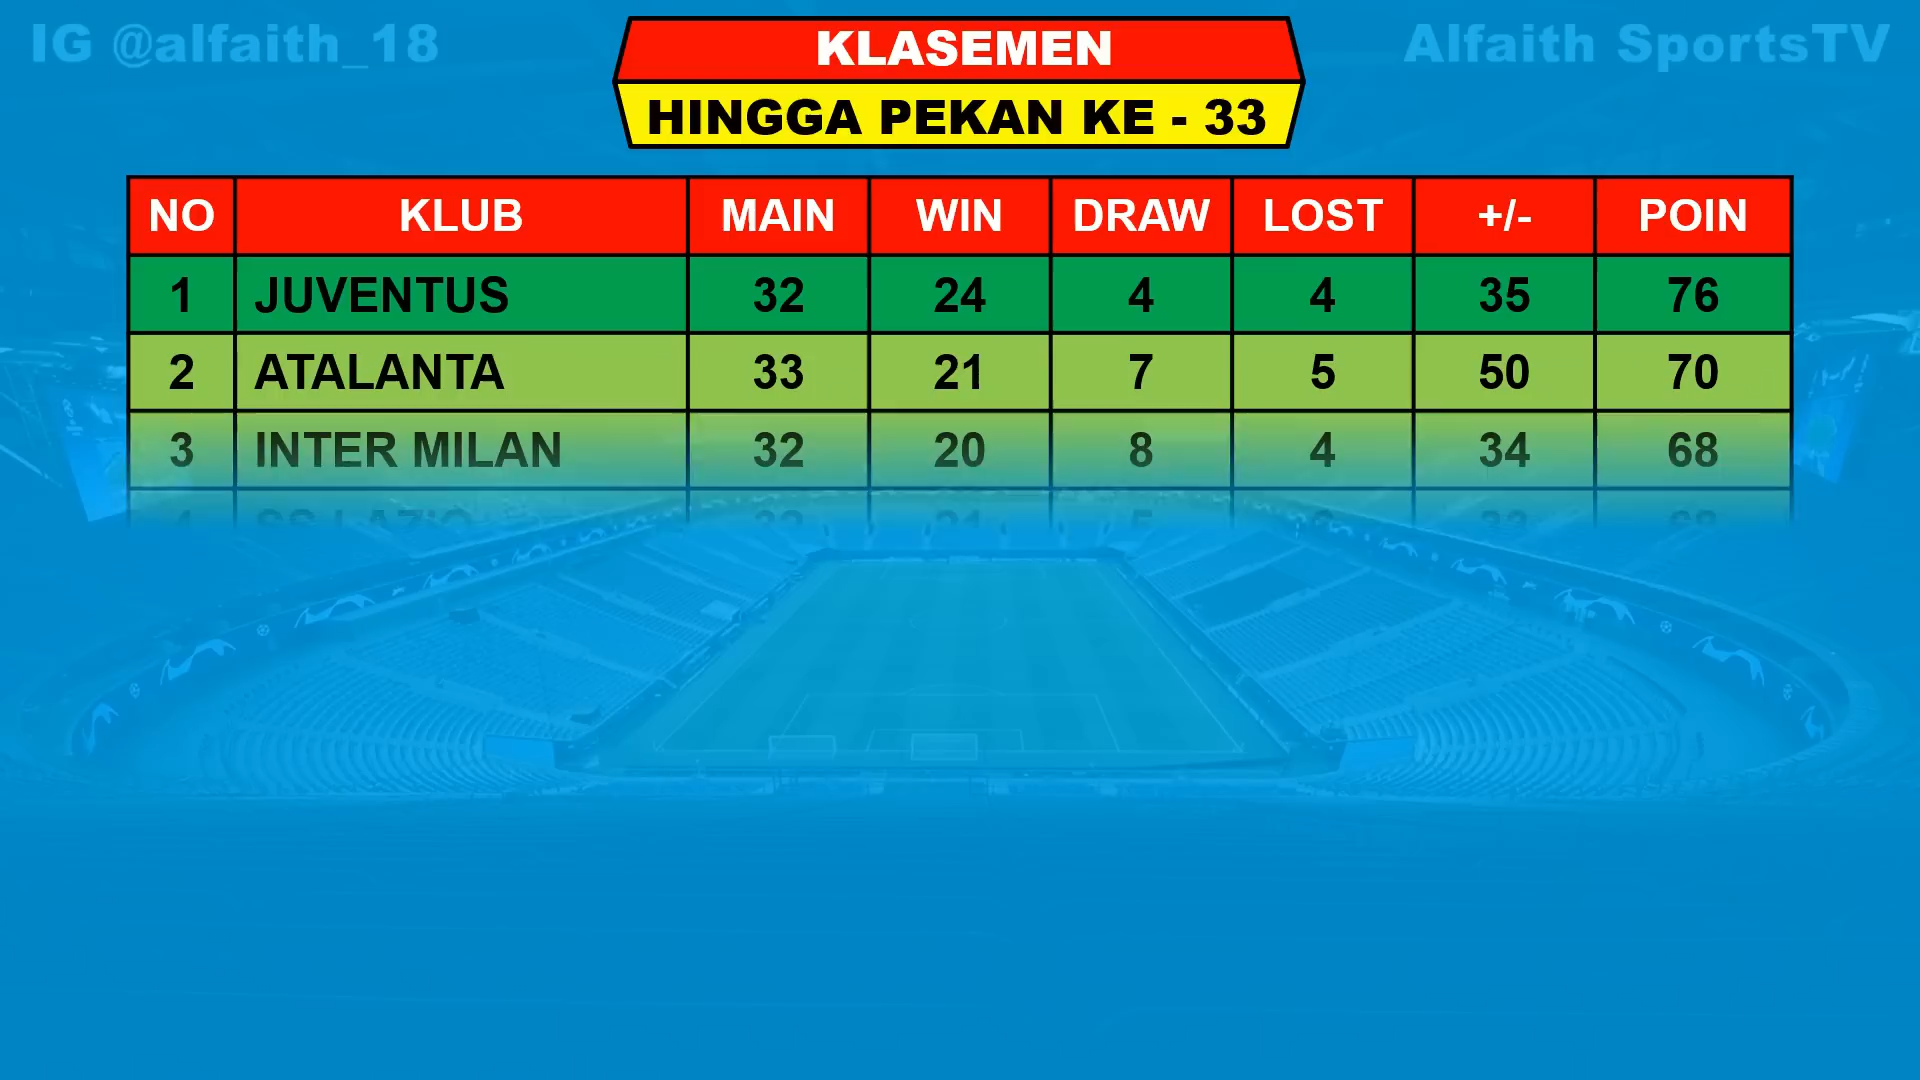 IG @alfaith_18
Alfaith SportsTV
KLASEMEN
HINGGA PEKAN KE - 33
NO KLUB MAIN WIN DRAW LOST +/- POIN
1 JUVENTUS 32 24 4 4 35 76
2 ATALANTA 33 21 7 5 50 70
3 INTER MILAN 32 20 8 4 34 68